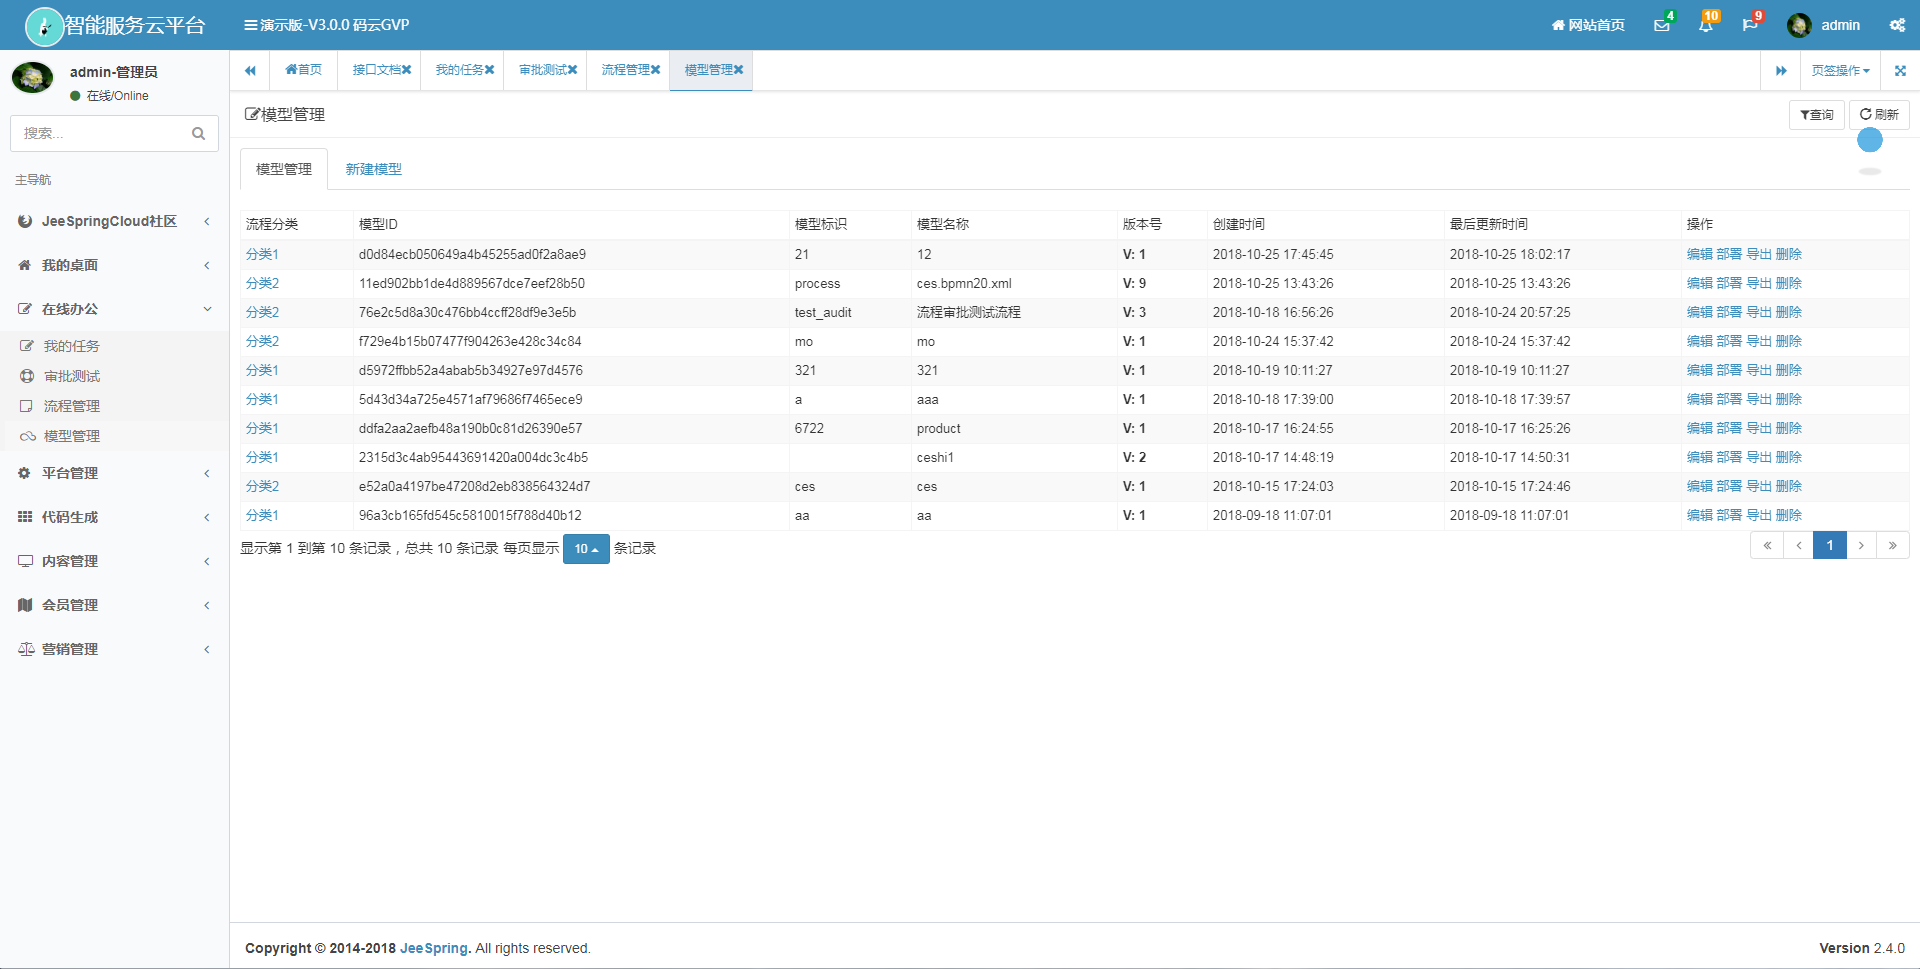 智能服务云平台
演示版-V3.0.0 码云GVP
网站首页 4 10 9 admin
admin-管理员
在线/Online
搜索...
主导航
JeeSpringCloud社区
我的桌面
在线办公
我的任务
审批测试
流程管理
模型管理
平台管理
代码生成
内容管理
会员管理
营销管理
首页 接口文档 我的任务 审批测试 流程管理 模型管理 页签操作
模型管理 查询 刷新
模型管理 新建模型
流程分类 模型ID 模型标识 模型名称 版本号 创建时间 最后更新时间 操作
分类1 d0d84ecb050649a4b45255ad0f2a8ae9 21 12 V: 1 2018-10-25 17:45:45 2018-10-25 18:02:17 编辑 部署 导出 删除
分类2 11ed902bb1de4d889567dce7eef28b50 process ces.bpmn20.xml V: 9 2018-10-25 13:43:26 2018-10-25 13:43:26 编辑 部署 导出 删除
分类2 76e2c5d8a30c476bb4ccff28df9e3e5b test_audit 流程审批测试流程 V: 3 2018-10-18 16:56:26 2018-10-24 20:57:25 编辑 部署 导出 删除
分类2 f729e4b15b07477f904263e428c34c84 mo mo V: 1 2018-10-24 15:37:42 2018-10-24 15:37:42 编辑 部署 导出 删除
分类1 d5972ffbb52a4abab5b34927e97d4576 321 321 V: 1 2018-10-19 10:11:27 2018-10-19 10:11:27 编辑 部署 导出 删除
分类1 5d43d34a725e4571af79686f7465ece9 a aaa V: 1 2018-10-18 17:39:00 2018-10-18 17:39:57 编辑 部署 导出 删除
分类1 ddfa2aa2aefb48a190b0c81d26390e57 6722 product V: 1 2018-10-17 16:24:55 2018-10-17 16:25:26 编辑 部署 导出 删除
分类1 2315d3c4ab95443691420a004dc3c4b5 ceshi1 V: 2 2018-10-17 14:48:19 2018-10-17 14:50:31 编辑 部署 导出 删除
分类2 e52a0a4197be47208d2eb838564324d7 ces ces V: 1 2018-10-15 17:24:03 2018-10-15 17:24:46 编辑 部署 导出 删除
分类1 96a3cb165fd545c5810015f788d40b12 aa aa V: 1 2018-09-18 11:07:01 2018-09-18 11:07:01 编辑 部署 导出 删除
显示第 1 到第 10 条记录，总共 10 条记录 每页显示 10 条记录 « ‹ 1 › »
Copyright © 2014-2018 JeeSpring. All rights reserved. Version 2.4.0